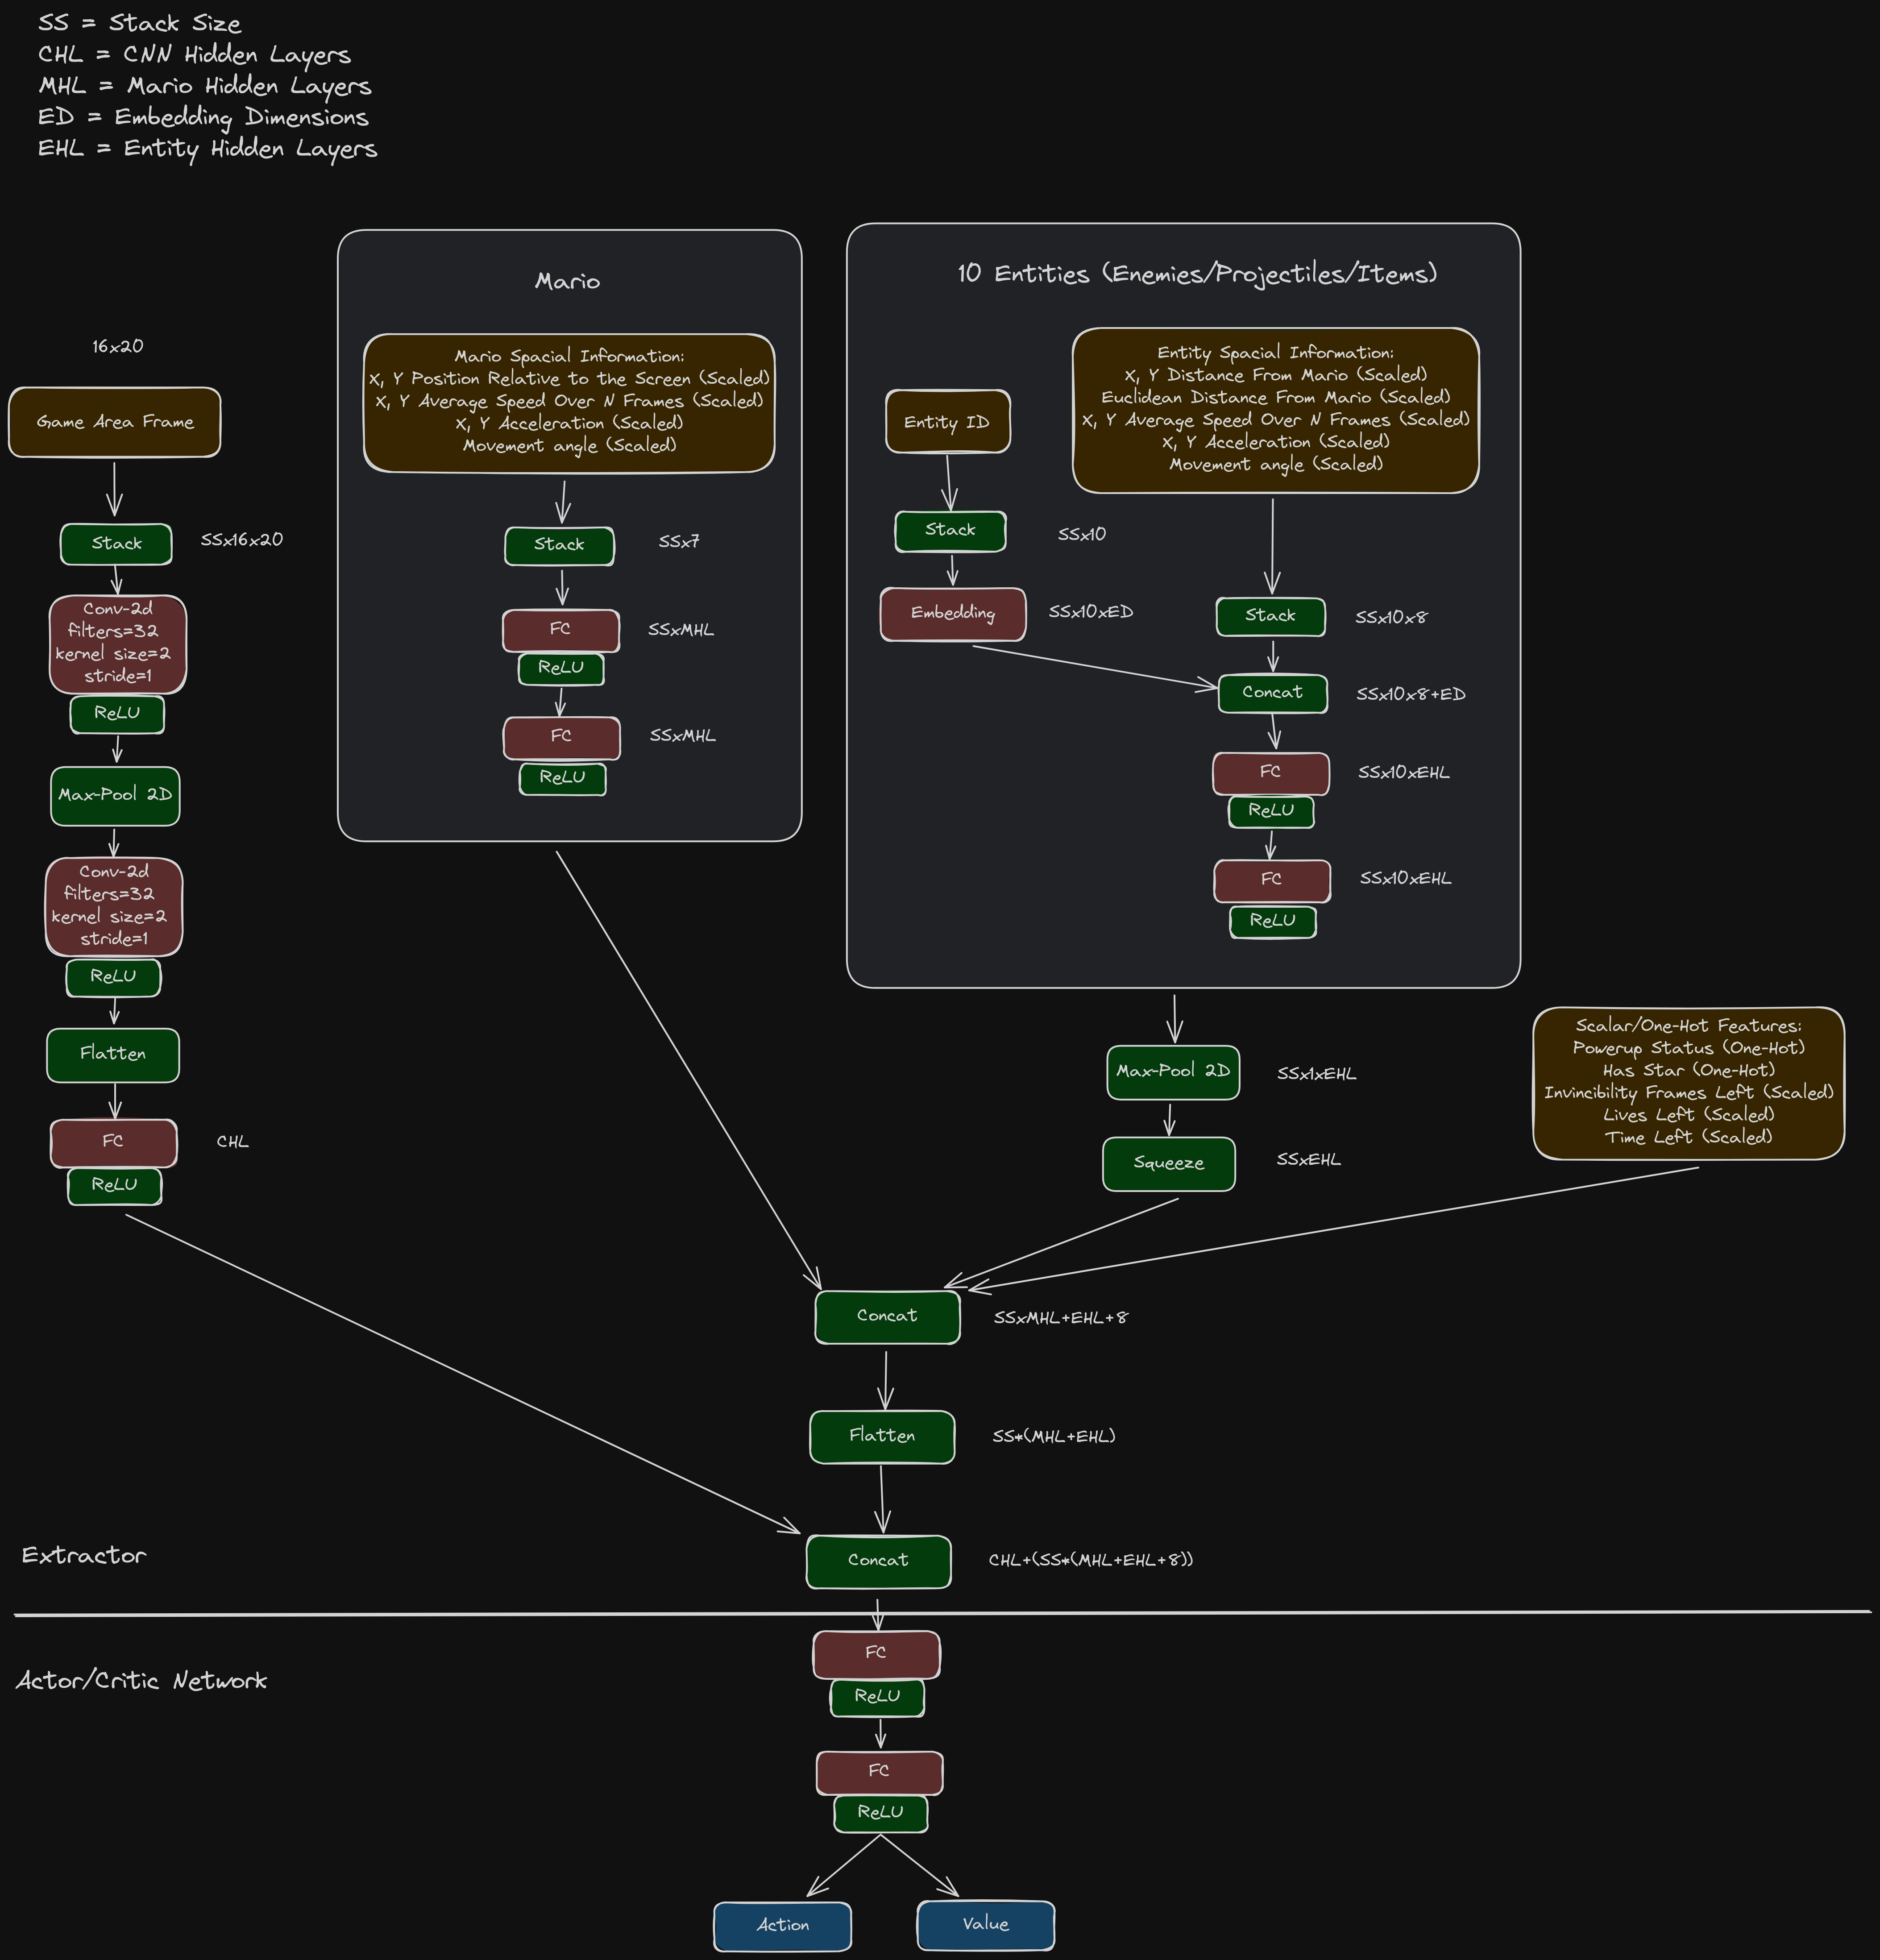 SS = Stack Size
CHL = CNN Hidden Layers
MHL = Mario Hidden Layers
ED = Embedding Dimensions
EHL = Entity Hidden Layers
16x20
Game Area Frame
Stack
SSx16x20
Conv-2d
filters=32
kernel size=2
stride=1
ReLU
Max-Pool 2D
Conv-2d
filters=32
kernel size=2
stride=1
ReLU
Flatten
FC
CHL
ReLU
Mario
Mario Spacial Information:
X, Y Position Relative to the Screen (Scaled)
X, Y Average Speed Over N Frames (Scaled)
X, Y Acceleration (Scaled)
Movement angle (Scaled)
Stack
SSx7
FC
SSxMHL
ReLU
FC
SSxMHL
ReLU
10 Entities (Enemies/Projectiles/Items)
Entity ID
Stack
SSx10
Embedding
SSx10xED
Entity Spacial Information:
X, Y Distance From Mario (Scaled)
Euclidean Distance From Mario (Scaled)
X, Y Average Speed Over N Frames (Scaled)
X, Y Acceleration (Scaled)
Movement angle (Scaled)
Stack
SSx10x8
Concat
SSx10x8+ED
FC
SSx10xEHL
ReLU
FC
SSx10xEHL
ReLU
Max-Pool 2D
SSx1xEHL
Squeeze
SSxEHL
Scalar/One-Hot Features:
Powerup Status (One-Hot)
Has Star (One-Hot)
Invincibility Frames Left (Scaled)
Lives Left (Scaled)
Time Left (Scaled)
Concat
SSxMHL+EHL+8
Flatten
SS*(MHL+EHL)
Concat
CHL+(SS*(MHL+EHL+8))
Extractor
Actor/Critic Network
FC
ReLU
FC
ReLU
Action
Value